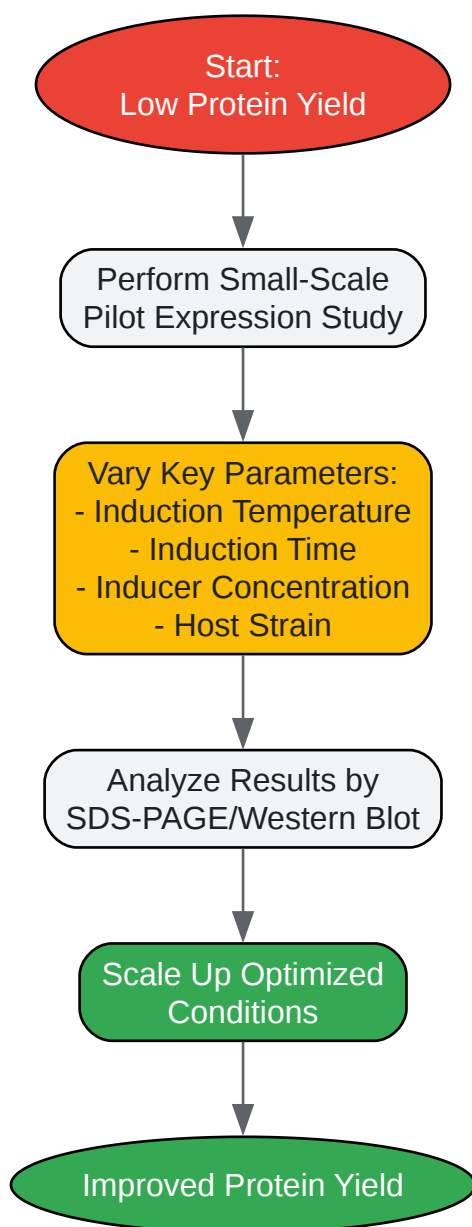 Start:
Low Protein Yield
Perform Small-Scale
Pilot Expression Study
Vary Key Parameters:
- Induction Temperature
- Induction Time
- Inducer Concentration
- Host Strain
Analyze Results by
SDS-PAGE/Western Blot
Scale Up Optimized
Conditions
Improved Protein Yield